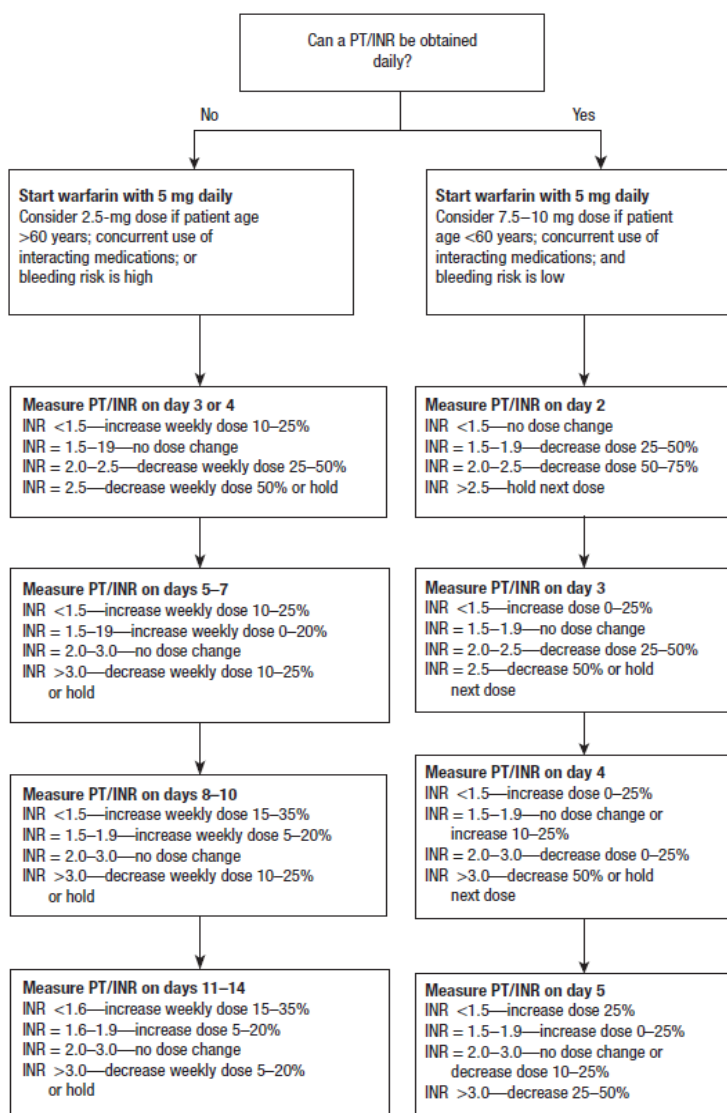 Can a PT/INR be obtained
daily?
No
Yes
Start warfarin with 5 mg daily
Consider 2.5-mg dose if patient age
>60 years; concurrent use of
interacting medications; or
bleeding risk is high
Start warfarin with 5 mg daily
Consider 7.5–10 mg dose if patient
age <60 years; concurrent use of
interacting medications; and
bleeding risk is low
Measure PT/INR on day 3 or 4
INR <1.5—increase weekly dose 10–25%
INR = 1.5–19—no dose change
INR = 2.0–2.5—decrease weekly dose 25–50%
INR = 2.5—decrease weekly dose 50% or hold
Measure PT/INR on day 2
INR <1.5—no dose change
INR = 1.5–1.9—decrease dose 25–50%
INR = 2.0–2.5—decrease dose 50–75%
INR >2.5—hold next dose
Measure PT/INR on days 5–7
INR <1.5—increase weekly dose 10–25%
INR = 1.5–19—increase weekly dose 0–20%
INR = 2.0–3.0—no dose change
INR >3.0—decrease weekly dose 10–25%
or hold
Measure PT/INR on day 3
INR <1.5—increase dose 0–25%
INR = 1.5–1.9—no dose change
INR = 2.0–2.5—decrease dose 25–50%
INR = 2.5—decrease 50% or hold
next dose
Measure PT/INR on days 8–10
INR <1.5—increase weekly dose 15–35%
INR = 1.5–1.9—increase weekly dose 5–20%
INR = 2.0–3.0—no dose change
INR >3.0—decrease weekly dose 10–25%
or hold
Measure PT/INR on day 4
INR <1.5—increase dose 0–25%
INR = 1.5–1.9—no dose change or
increase 10–25%
INR = 2.0–3.0—decrease dose 0–25%
INR >3.0—decrease 50% or hold
next dose
Measure PT/INR on days 11–14
INR <1.6—increase weekly dose 15–35%
INR = 1.6–1.9—increase dose 5–20%
INR = 2.0–3.0—no dose change
INR >3.0—decrease weekly dose 5–20%
or hold
Measure PT/INR on day 5
INR <1.5—increase dose 25%
INR = 1.5–1.9—increase dose 0–25%
INR = 2.0–3.0—no dose change or
decrease dose 10–25%
INR >3.0—decrease 25–50%